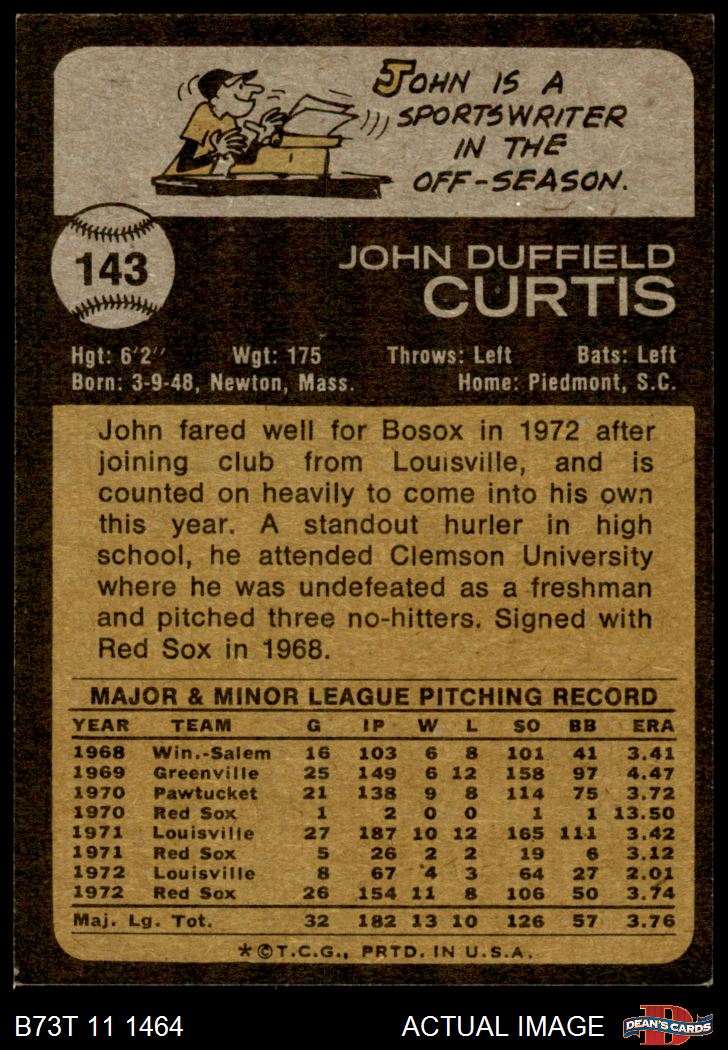 JOHN IS A
SPORTSWRITER
IN THE
OFF-SEASON.
143
JOHN DUFFIELD
CURTIS
Hgt: 6'2" Wgt: 175 Throws: Left Bats: Left
Born: 3-9-48, Newton, Mass. Home: Piedmont, S.C.
John fared well for Bosox in 1972 after
joining club from Louisville, and is
counted on heavily to come into his own
this year. A standout hurler in high
school, he attended Clemson University
where he was undefeated as a freshman
and pitched three no-hitters. Signed with
Red Sox in 1968.
MAJOR & MINOR LEAGUE PITCHING RECORD
YEAR TEAM G IP W L SO BB ERA
1968 Win.-Salem 16 103 6 8 101 41 3.41
1969 Greenville 25 149 6 12 158 97 4.47
1970 Pawtucket 21 138 9 8 114 75 3.72
1970 Red Sox 1 2 0 0 1 1 13.50
1971 Louisville 27 187 10 12 165 111 3.42
1971 Red Sox 5 26 2 2 19 6 3.12
1972 Louisville 8 67 4 3 64 27 2.01
1972 Red Sox 26 154 11 8 106 50 3.74
Maj. Lg. Tot. 32 182 13 10 126 57 3.76
*©T.C.G., PRTD. IN U.S.A.
B73T 11 1464 ACTUAL IMAGE DEAN'S CARDS